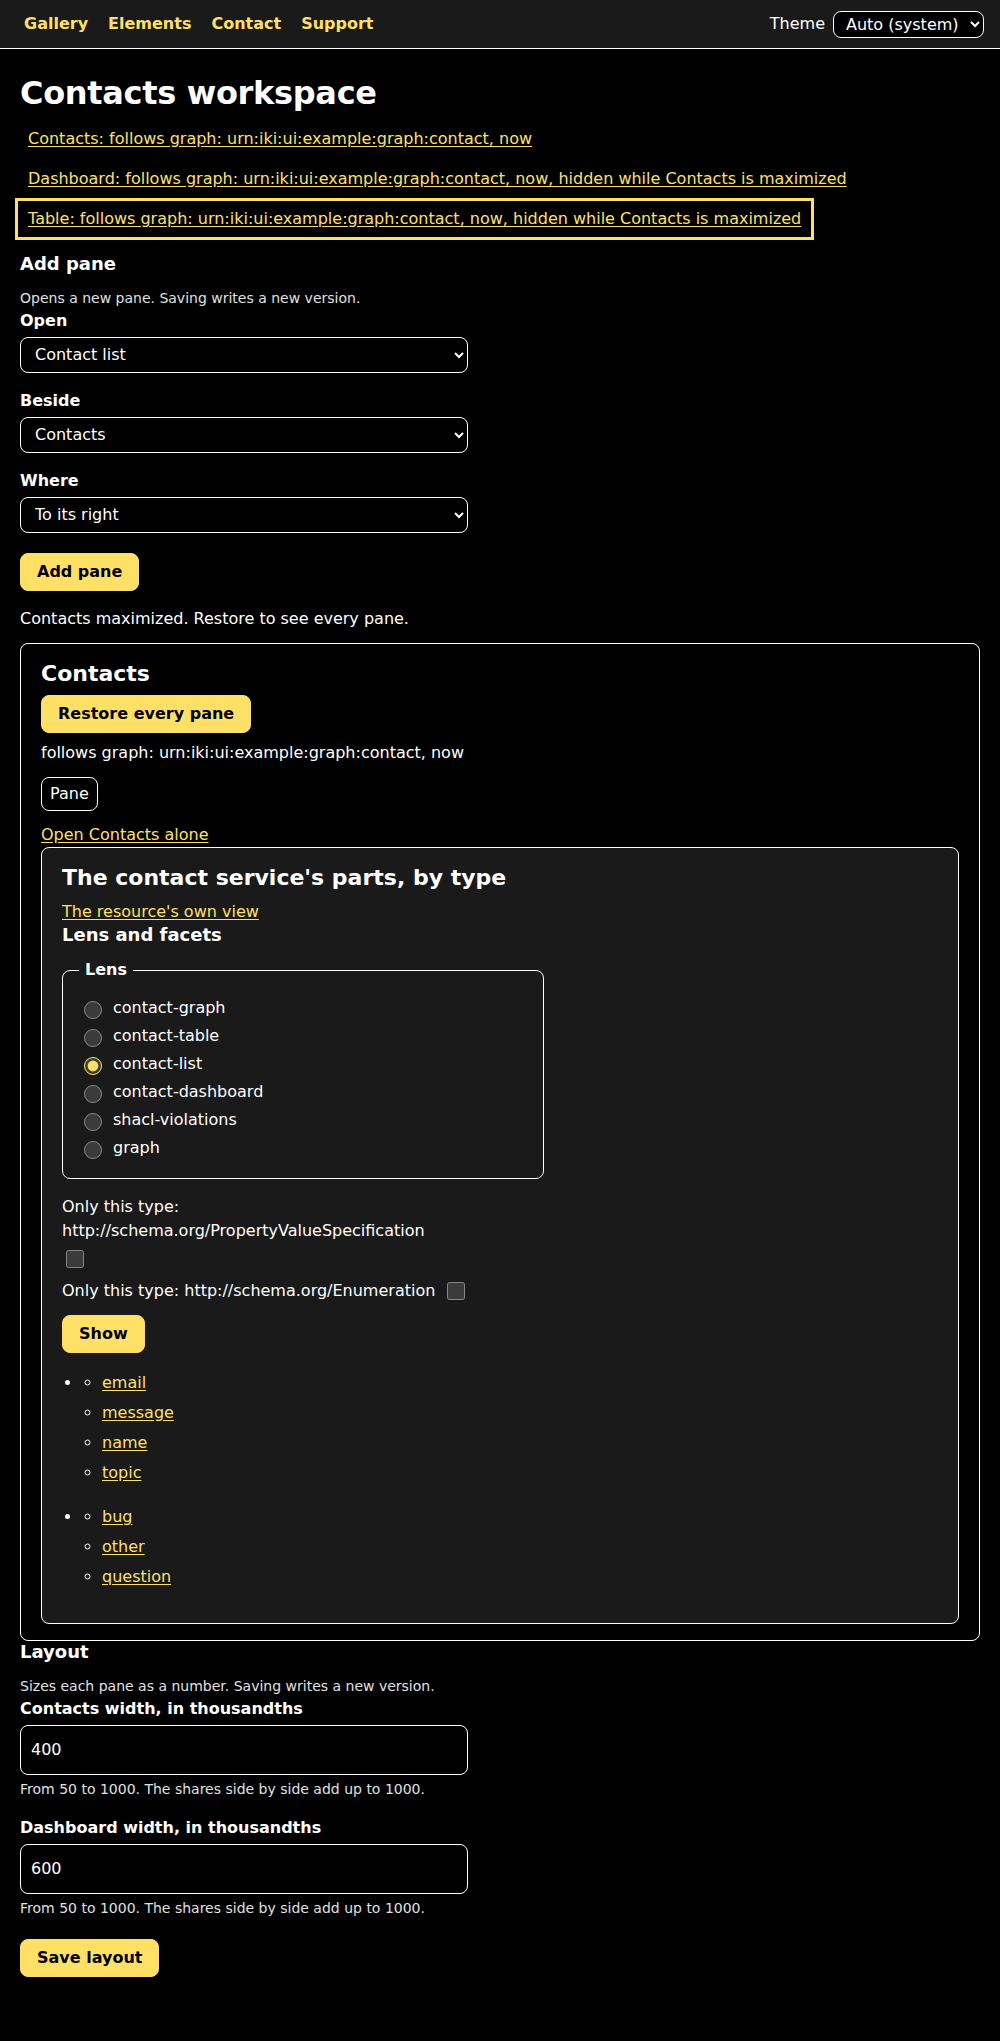 Gallery Elements Contact Support Theme Auto (system)
Contacts workspace
Contacts: follows graph: urn:iki:ui:example:graph:contact, now
Dashboard: follows graph: urn:iki:ui:example:graph:contact, now, hidden while Contacts is maximized
Table: follows graph: urn:iki:ui:example:graph:contact, now, hidden while Contacts is maximized
Add pane
Opens a new pane. Saving writes a new version.
Open
Contact list
Beside
Contacts
Where
To its right
Add pane
Contacts maximized. Restore to see every pane.
Contacts
Restore every pane
follows graph: urn:iki:ui:example:graph:contact, now
Pane
Open Contacts alone
The contact service's parts, by type
The resource's own view
Lens and facets
Lens
contact-graph
contact-table
contact-list
contact-dashboard
shacl-violations
graph
Only this type:
http://schema.org/PropertyValueSpecification
Only this type: http://schema.org/Enumeration
Show
email
message
name
topic
bug
other
question
Layout
Sizes each pane as a number. Saving writes a new version.
Contacts width, in thousandths
400
From 50 to 1000. The shares side by side add up to 1000.
Dashboard width, in thousandths
600
From 50 to 1000. The shares side by side add up to 1000.
Save layout